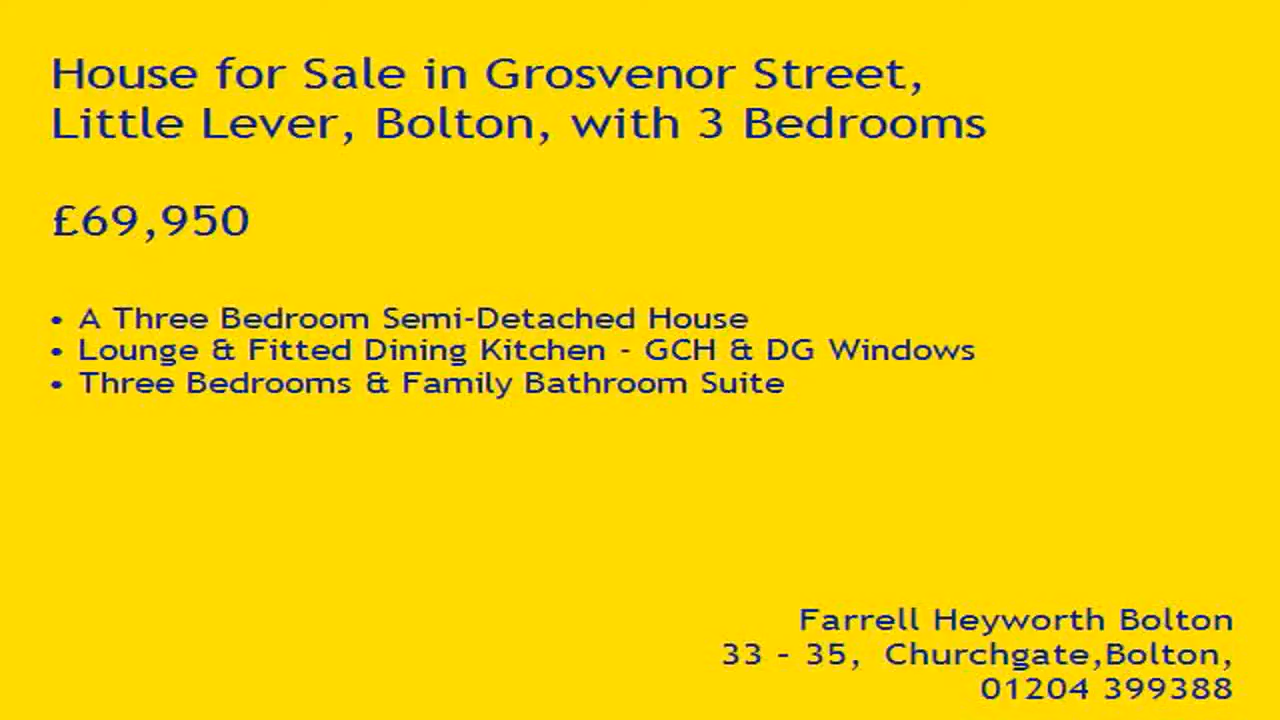 House for Sale in Grosvenor Street,
Little Lever, Bolton, with 3 Bedrooms
£69,950
• A Three Bedroom Semi-Detached House
• Lounge & Fitted Dining Kitchen - GCH & DG Windows
• Three Bedrooms & Family Bathroom Suite
Farrell Heyworth Bolton
33 - 35,  Churchgate,Bolton,
01204 399388